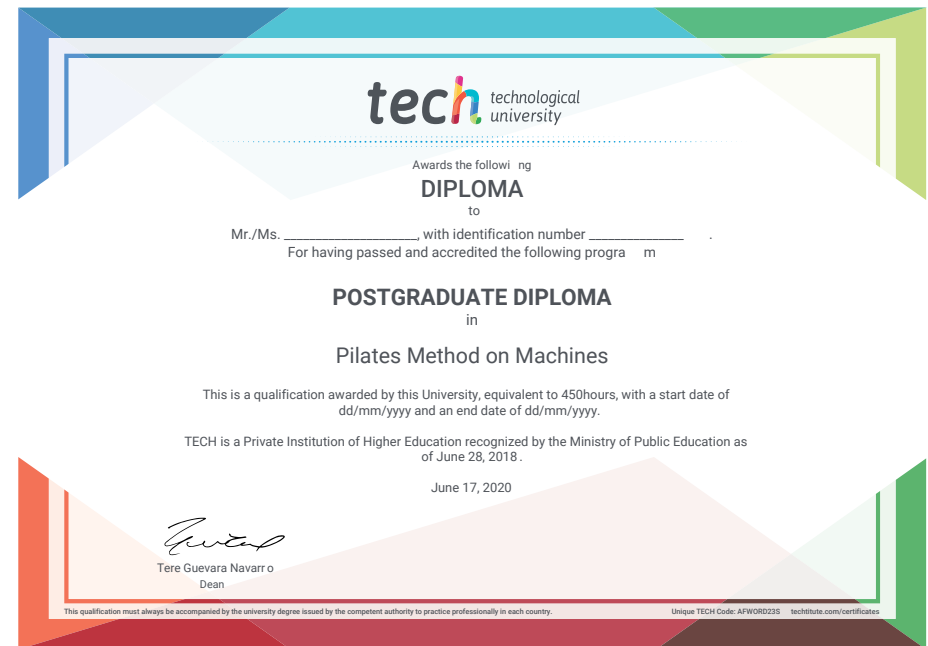 tech technological
university
Awards the followi ng
DIPLOMA
to
Mr./Ms. ____________________, with identification number ______________ .
For having passed and accredited the following progra m
POSTGRADUATE DIPLOMA
in
Pilates Method on Machines
This is a qualification awarded by this University, equivalent to 450hours, with a start date of
dd/mm/yyyy and an end date of dd/mm/yyyy.
TECH is a Private Institution of Higher Education recognized by the Ministry of Public Education as
of June 28, 2018 .
June 17, 2020
Tere Guevara Navarr o
Dean
This qualification must always be accompanied by the university degree issued by the competent authority to practice professionally in each country.
Unique TECH Code: AFWORD23S techtitute.com/certificates